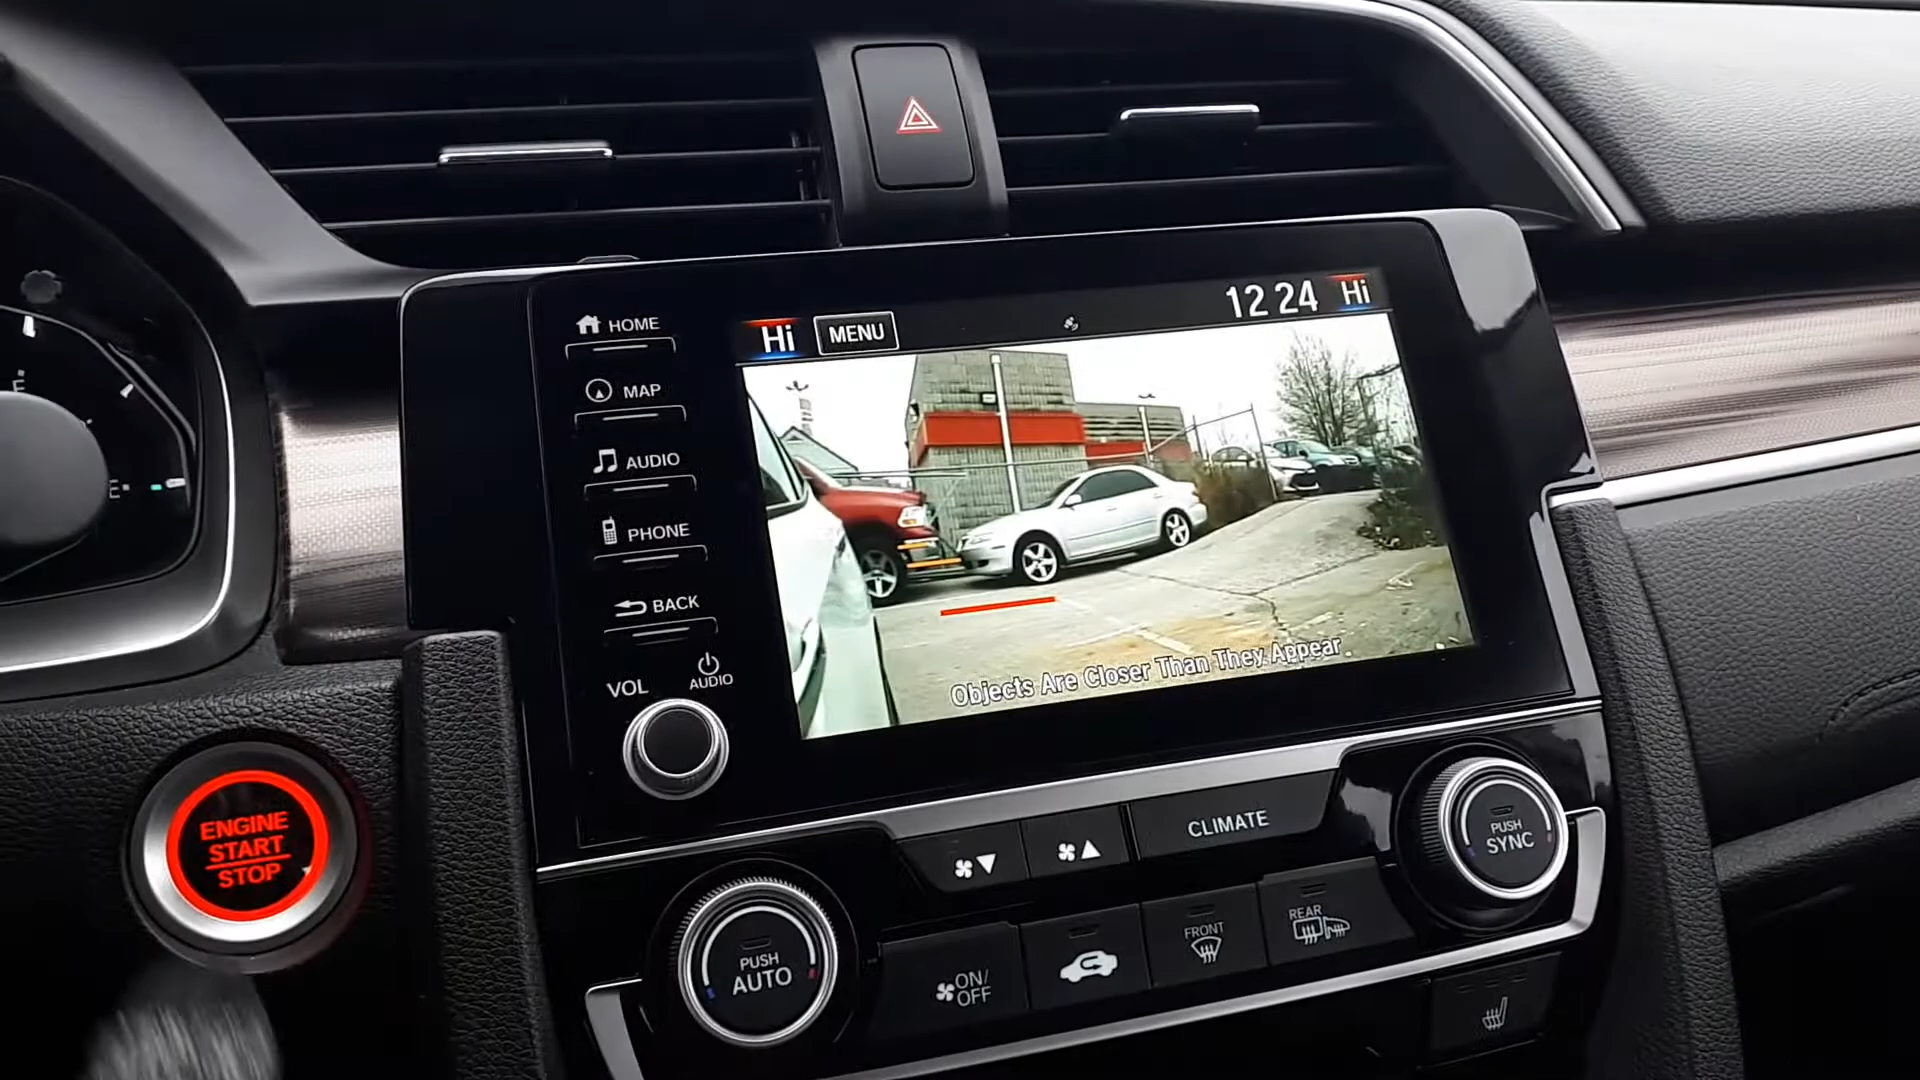 HOME
MAP
AUDIO
PHONE
BACK
VOL
AUDIO
Hi
MENU
12 24
Hi
Objects Are Closer Than They Appear
E
ENGINE
START
STOP
CLIMATE
PUSH
SYNC
PUSH
AUTO
ON/
OFF
FRONT
REAR